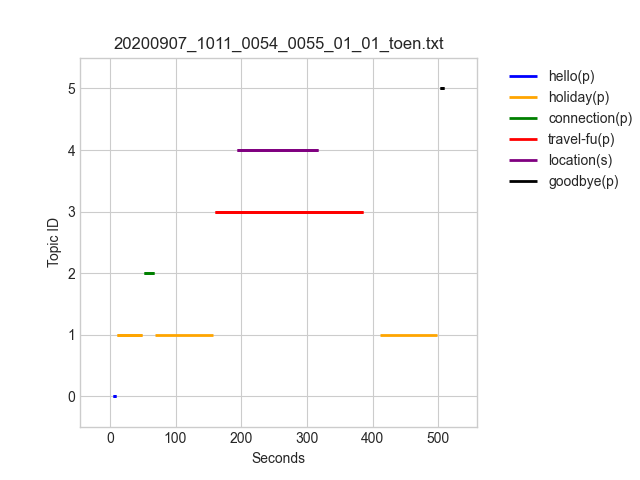 20200907_1011_0054_0055_01_01_toen.txt
hello(p)
holiday(p)
connection(p)
travel-fu(p)
location(s)
goodbye(p)
Topic ID
5
4
3
2
1
0
0 100 200 300 400 500
Seconds